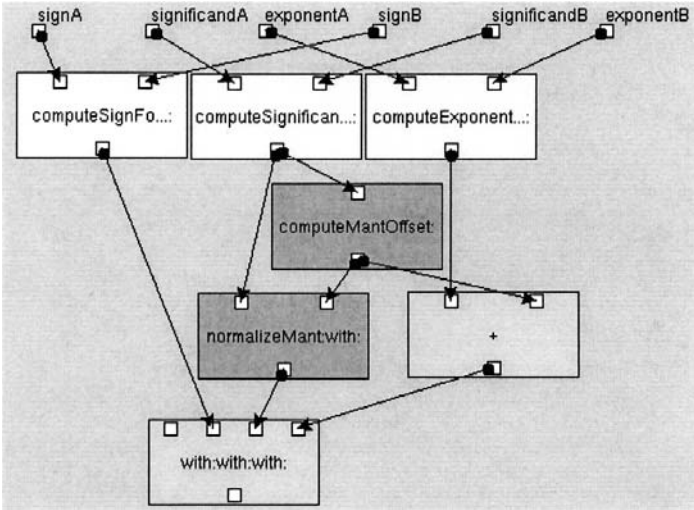 signA significandA exponentA signB significandB exponentB
computeSignFo...: computeSignifican...: computeExponent...:
computeMantOffset:
normalizeMant:with: +
with:with:with: